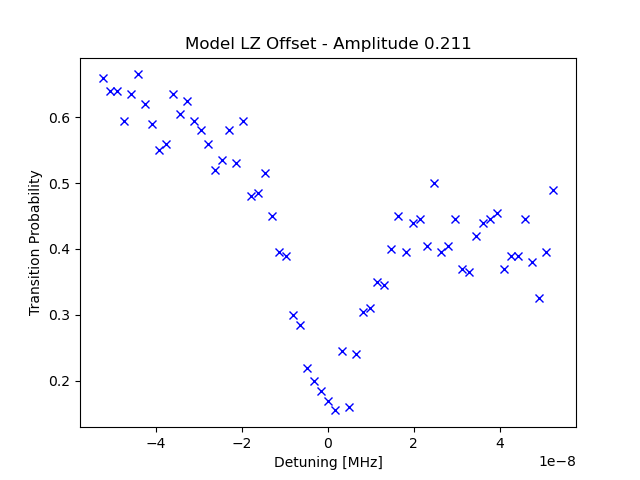 Model LZ Offset - Amplitude 0.211
Transition Probability
0.6
0.5
0.4
0.3
0.2
−4
−2
0
2
4
1e−8
Detuning [MHz]